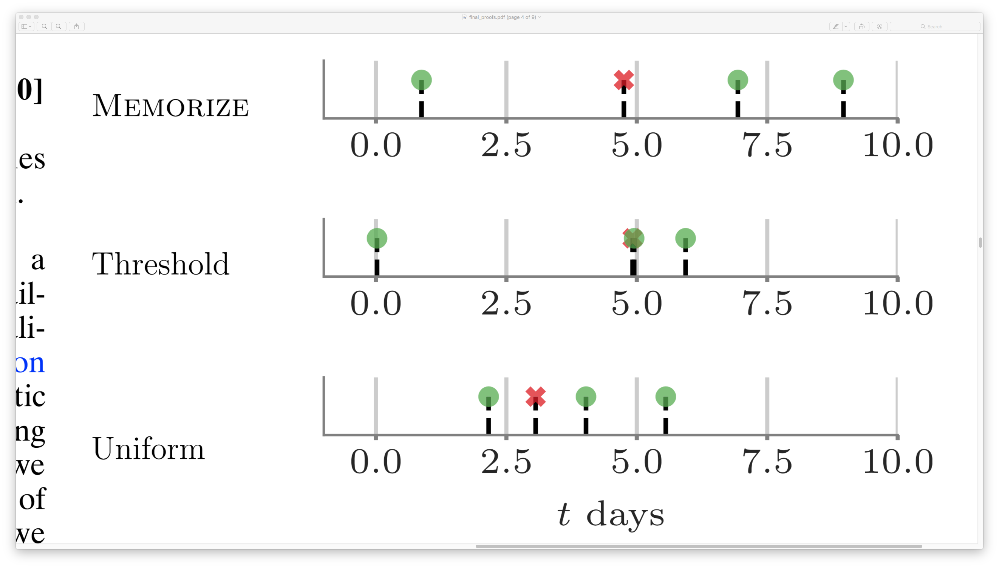 final_proofs.pdf (page 4 of 9)
Search
0]
MEMORIZE
0.0 2.5 5.0 7.5 10.0
es
.
a
Threshold
0.0 2.5 5.0 7.5 10.0
il-
li-
on
tic
ng
Uniform
0.0 2.5 5.0 7.5 10.0
we
of
t days
we